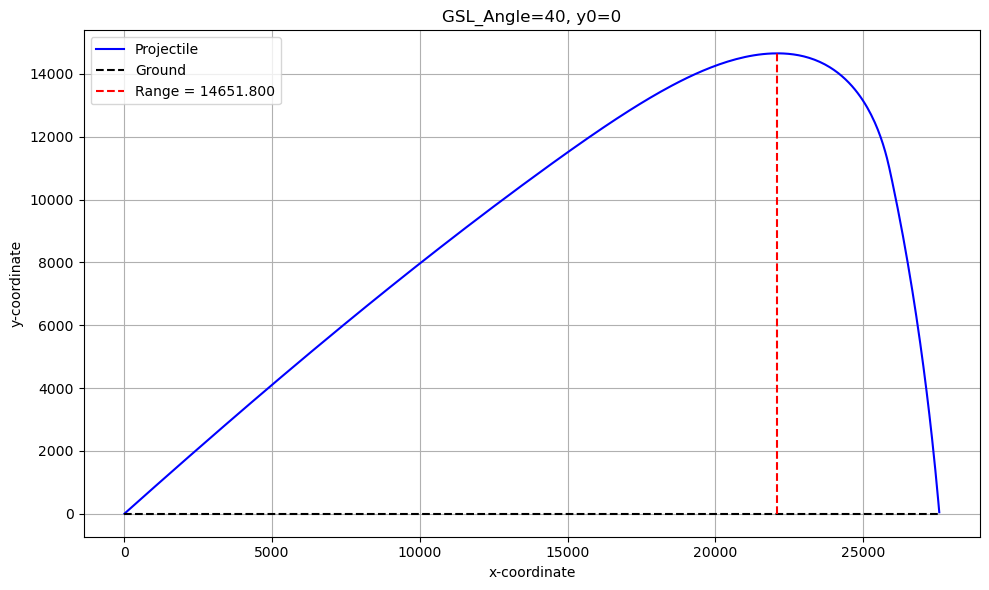 GSL_Angle=40, y0=0
Projectile
Ground
Range = 14651.800
y-coordinate
14000
12000
10000
8000
6000
4000
2000
0
0 5000 10000 15000 20000 25000
x-coordinate